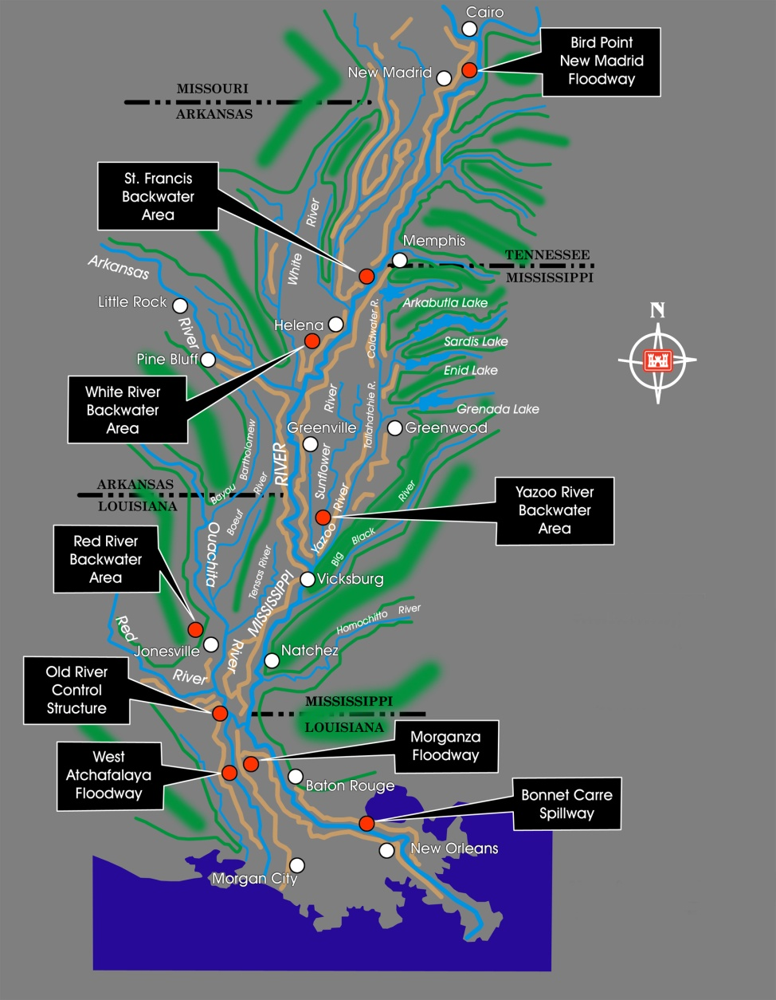 Cairo
Bird Point
New Madrid
Floodway
New Madrid
MISSOURI
ARKANSAS
St. Francis
Backwater
Area
White
River
Memphis
TENNESSEE
MISSISSIPPI
Arkansas
River
Little Rock
Arkabutla Lake
N
Helena
Coldwater R.
Sardis Lake
Pine Bluff
Enid Lake
White River
Backwater
Area
River
Tallahatchie R.
Grenada Lake
Greenville
Greenwood
Bayou
Bartholomew
RIVER
Sunflower
River
ARKANSAS
LOUISIANA
Boeuf
River
Yazoo
River
Yazoo River
Backwater
Area
Ouachita
Big
Black
Red River
Backwater
Area
Tensas River
MISSISSIPPI
Vicksburg
Red
River
Homochitto
River
Jonesville
River
Natchez
Old River
Control
Structure
MISSISSIPPI
LOUISIANA
Morganza
Floodway
West
Atchafalaya
Floodway
Baton Rouge
Bonnet Carre
Spillway
New Orleans
Morgan City